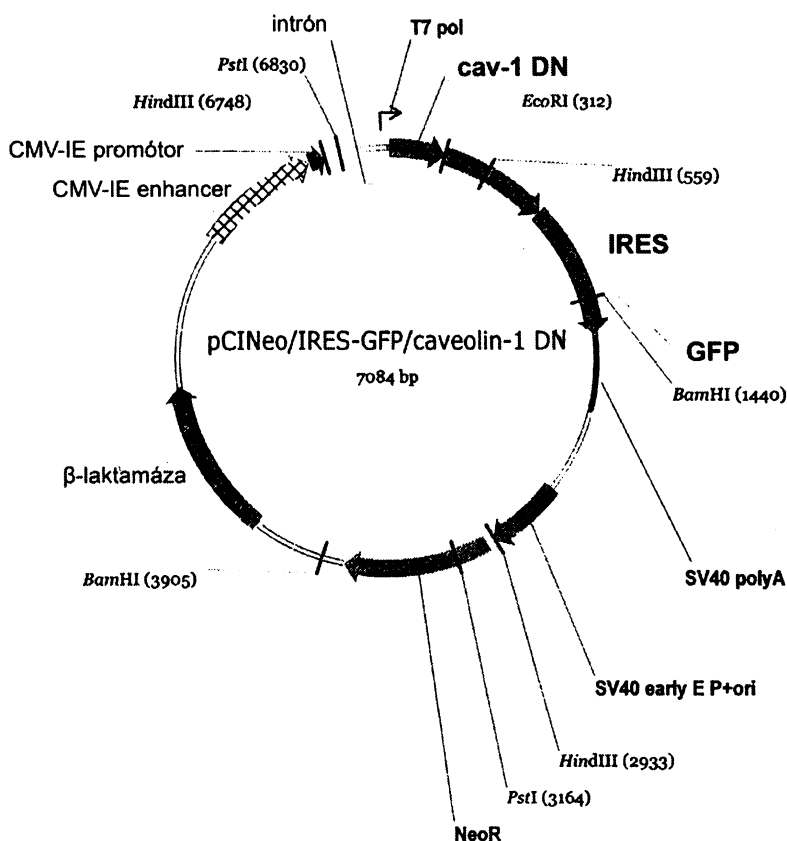 intrón
T7 pol
PstI (6830)
cav-1 DN
HindIII (6748)
EcoRI (312)
CMV-IE promótor
CMV-IE enhancer
HindIII (559)
IRES
pCINeo/IRES-GFP/caveolin-1 DN
7084 bp
GFP
BamHI (1440)
β-laktamáza
BamHI (3905)
SV40 polyA
SV40 early E P+ori
HindIII (2933)
PstI (3164)
NeoR